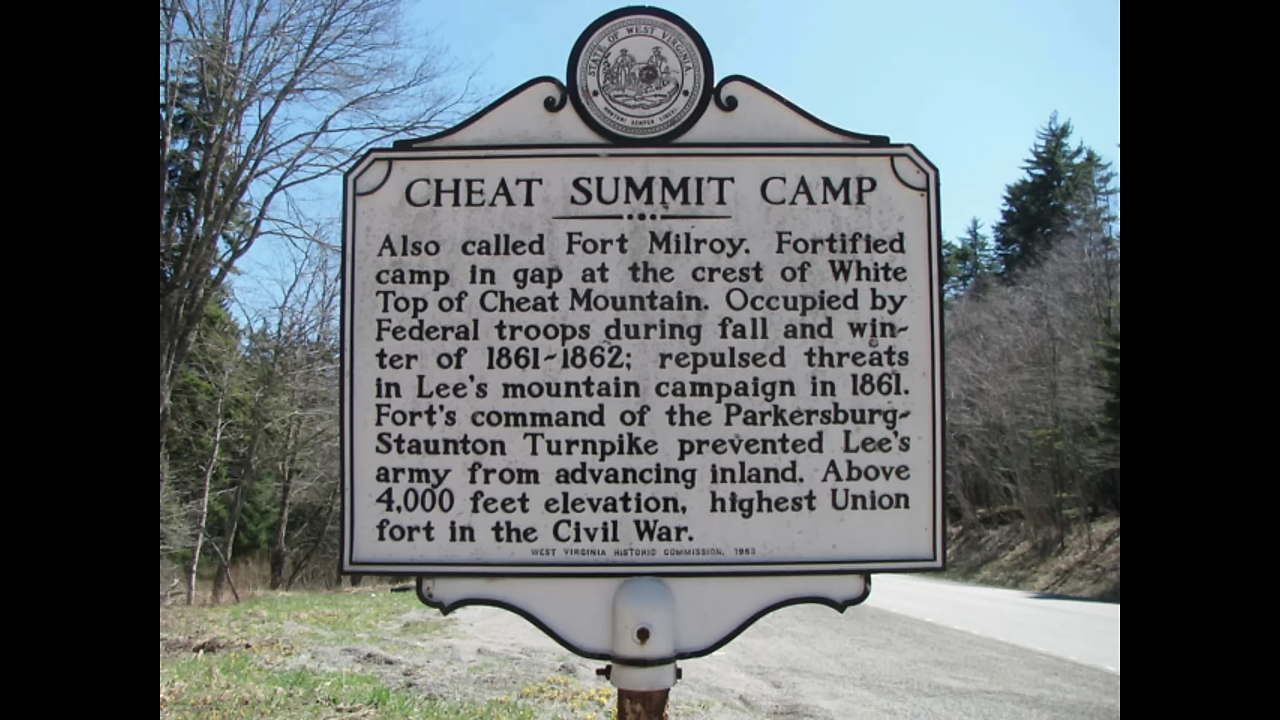 STATE OF WEST VIRGINIA
MONTANI SEMPER LIBERI
CHEAT SUMMIT CAMP
Also called Fort Milroy. Fortified
camp in gap at the crest of White
Top of Cheat Mountain. Occupied by
Federal troops during fall and win-
ter of 1861-1862; repulsed threats
in Lee's mountain campaign in 1861.
Fort's command of the Parkersburg-
Staunton Turnpike prevented Lee's
army from advancing inland. Above
4,000 feet elevation, highest Union
fort in the Civil War.
WEST VIRGINIA HISTORIC COMMISSION, 1963